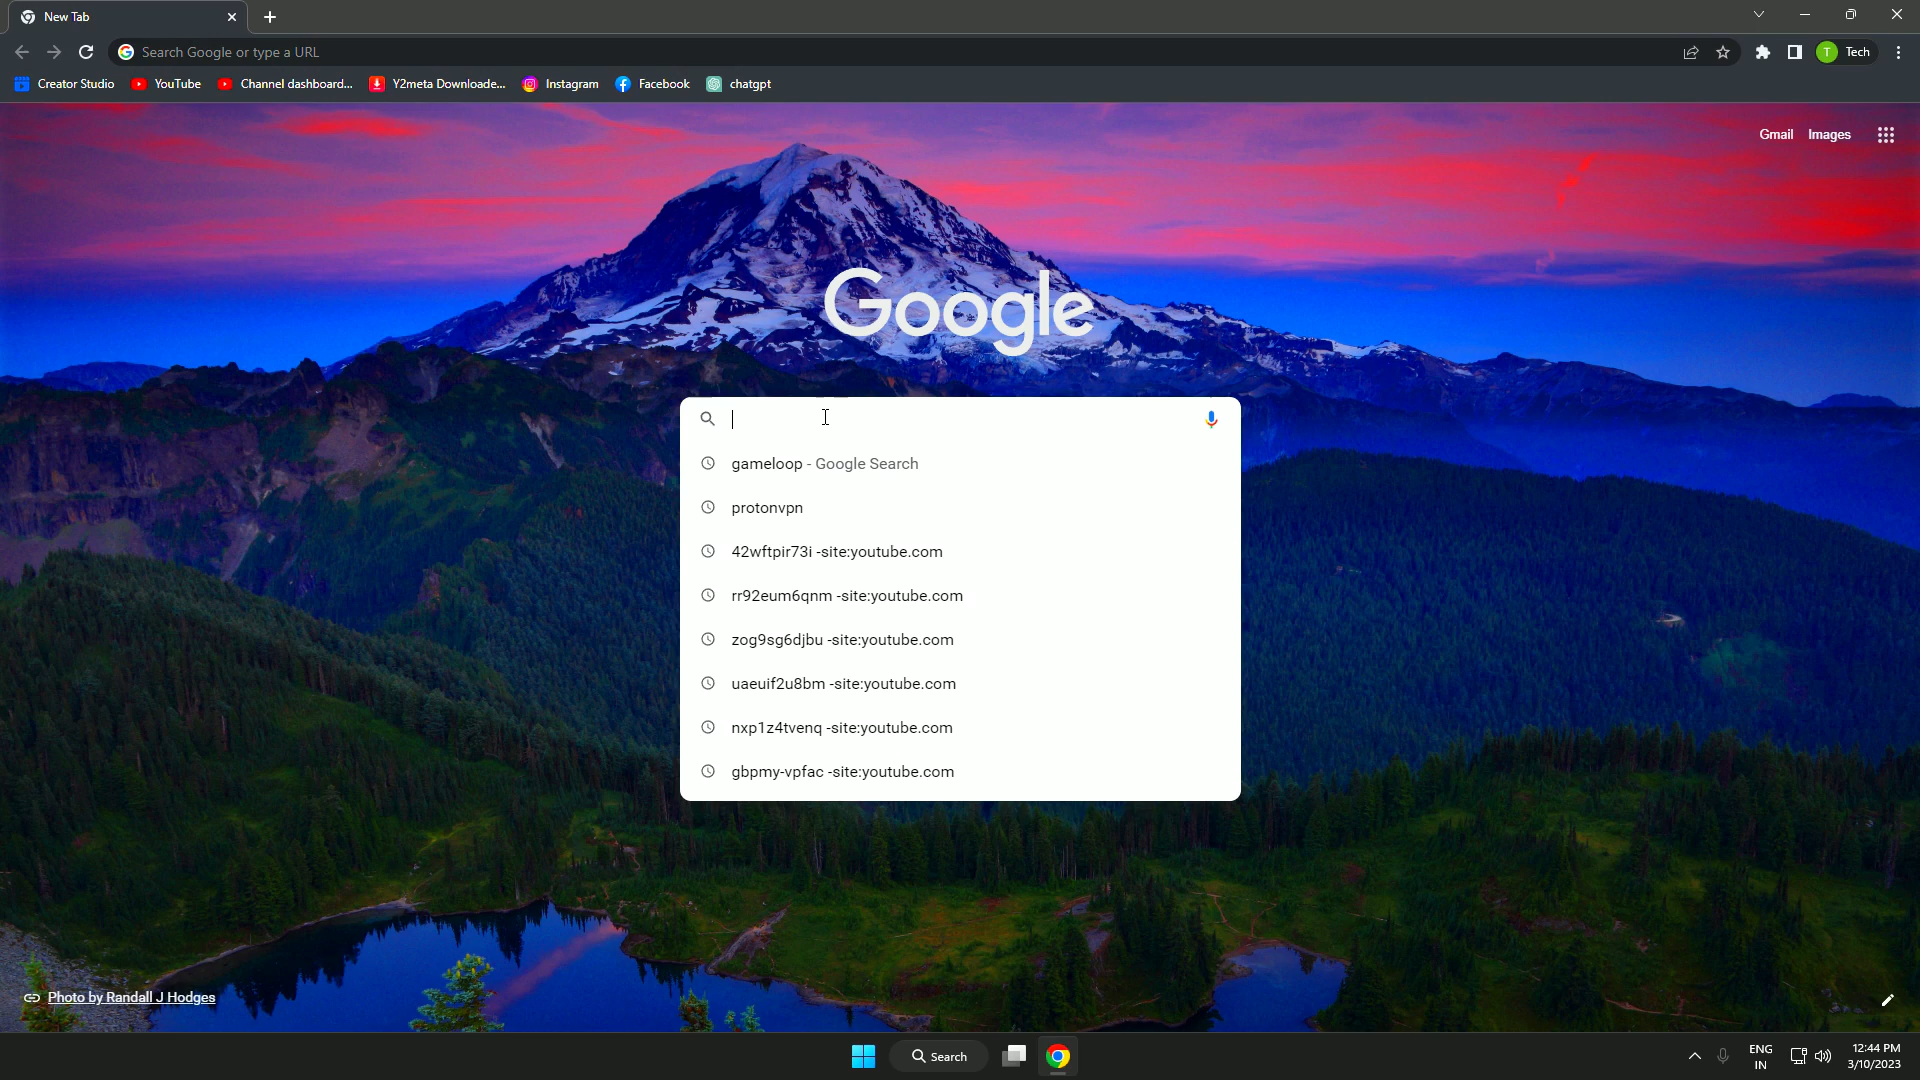 New Tab
Search Google or type a URL
T Tech
Creator Studio YouTube Channel dashboard... Y2meta Downloade... Instagram Facebook chatgpt
Gmail Images
Google
gameloop - Google Search
protonvpn
42wftpir73i -site:youtube.com
rr92eum6qnm -site:youtube.com
zog9sg6djbu -site:youtube.com
uaeuif2u8bm -site:youtube.com
nxp1z4tvenq -site:youtube.com
gbpmy-vpfac -site:youtube.com
Photo by Randall J Hodges
Search
ENG
IN
12:44 PM
3/10/2023